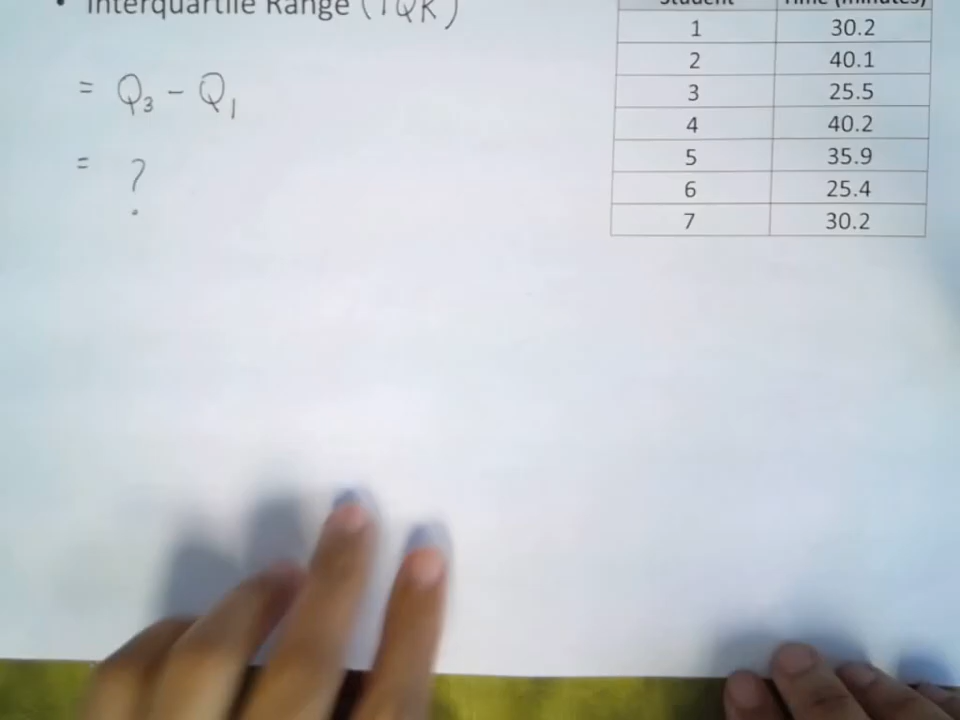 • Interquartile Range (IQR)
= Q3 - Q1
= ?
Student Time (minutes)
1 30.2
2 40.1
3 25.5
4 40.2
5 35.9
6 25.4
7 30.2